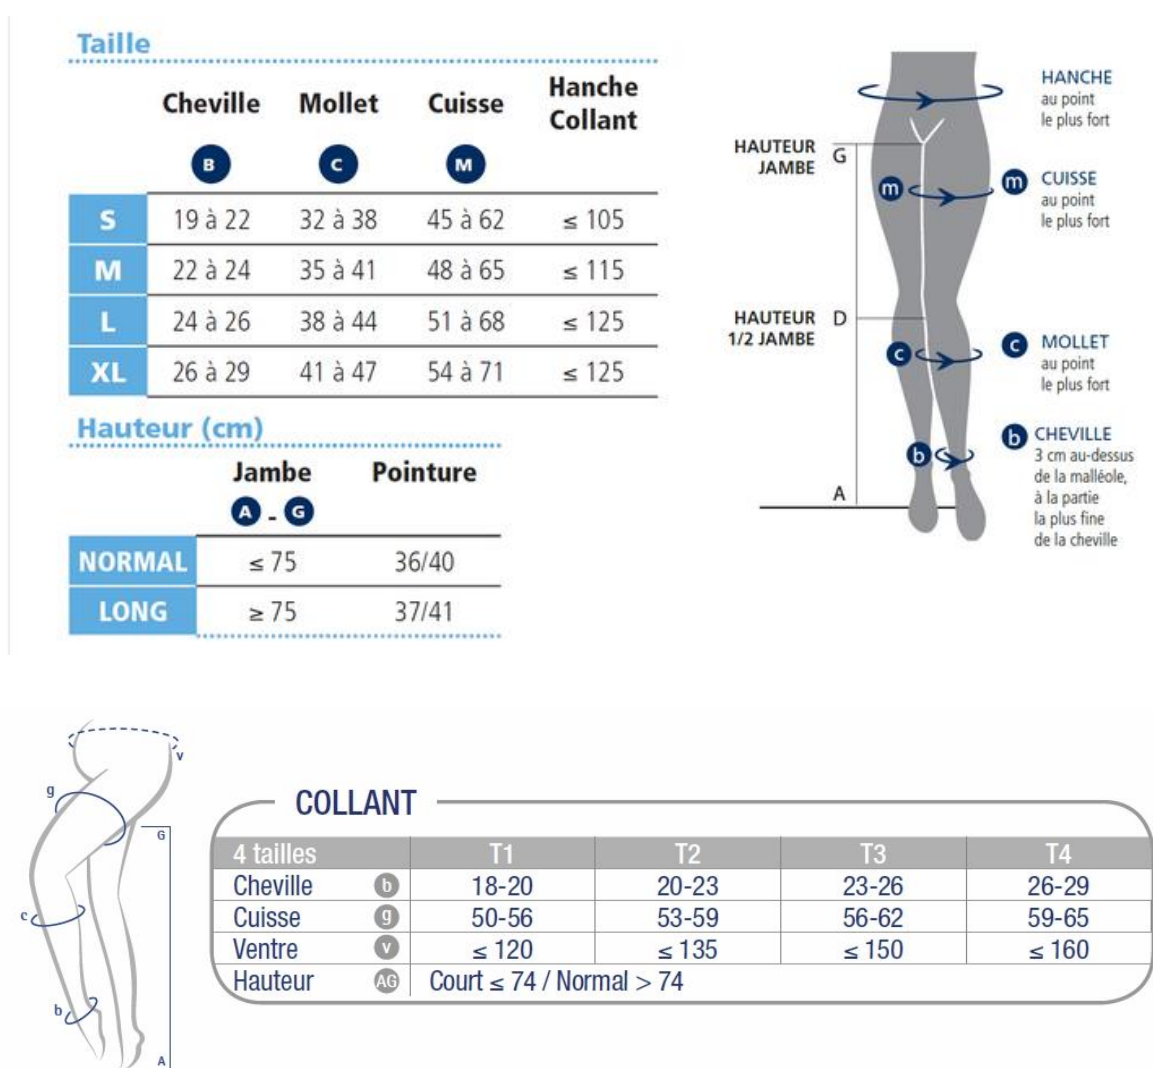 Taille
Cheville Mollet Cuisse Hanche Collant
B C M
S 19 à 22 32 à 38 45 à 62 ≤ 105
M 22 à 24 35 à 41 48 à 65 ≤ 115
L 24 à 26 38 à 44 51 à 68 ≤ 125
XL 26 à 29 41 à 47 54 à 71 ≤ 125
Hauteur (cm)
Jambe Pointure
A - G
NORMAL ≤ 75 36/40
LONG ≥ 75 37/41
HANCHE
au point
le plus fort
HAUTEUR
JAMBE
G
m
m CUISSE
au point
le plus fort
HAUTEUR
1/2 JAMBE
D
c
c MOLLET
au point
le plus fort
b
b CHEVILLE
3 cm au-dessus
de la malléole,
à la partie
la plus fine
de la cheville
A
v
g
G
c
b
A
COLLANT
4 tailles T1 T2 T3 T4
Cheville b 18-20 20-23 23-26 26-29
Cuisse g 50-56 53-59 56-62 59-65
Ventre v ≤ 120 ≤ 135 ≤ 150 ≤ 160
Hauteur AG Court ≤ 74 / Normal > 74